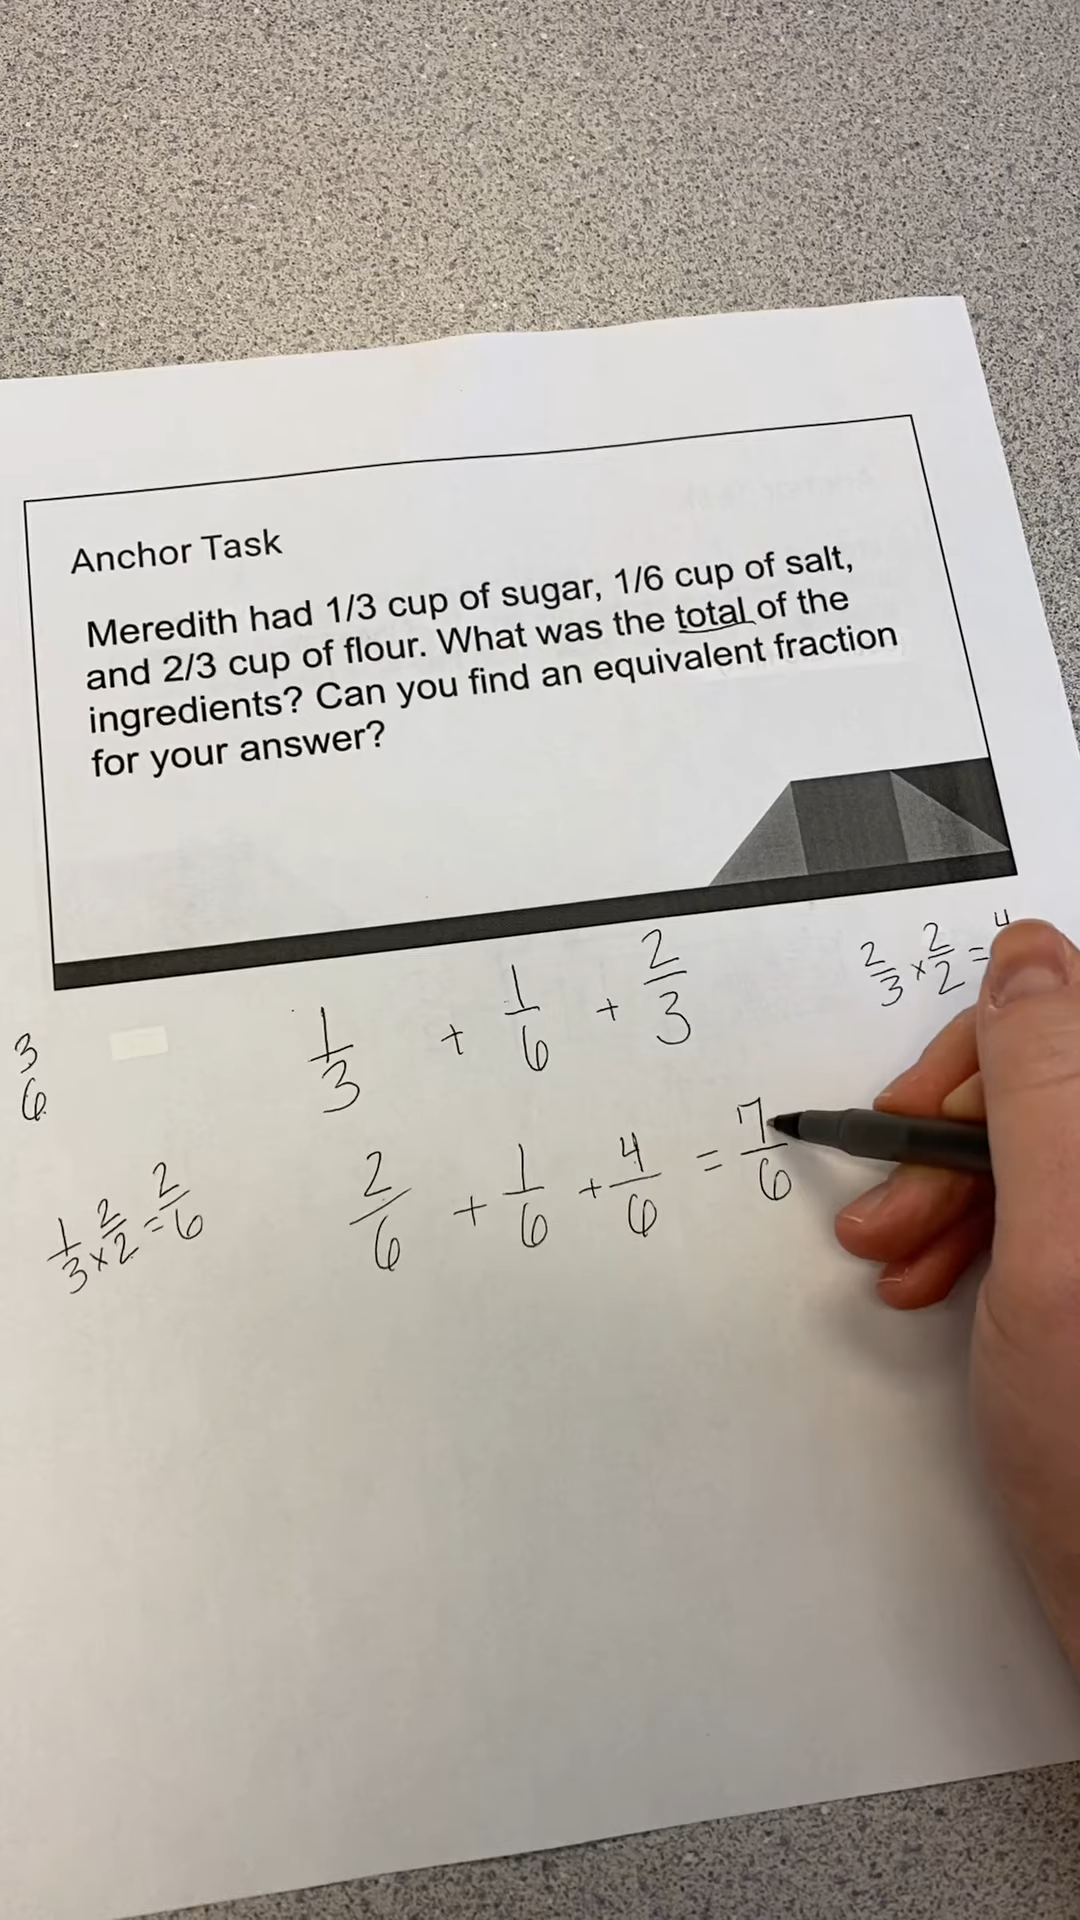 Anchor Task
Meredith had 1/3 cup of sugar, 1/6 cup of salt,
and 2/3 cup of flour. What was the total of the
ingredients? Can you find an equivalent fraction
for your answer?
2/3 × 2/2 = 4
3
6
1/3 + 1/6 + 2/3
1/3 × 2/2 = 2/6
2/6 + 1/6 + 4/6 = 7/6